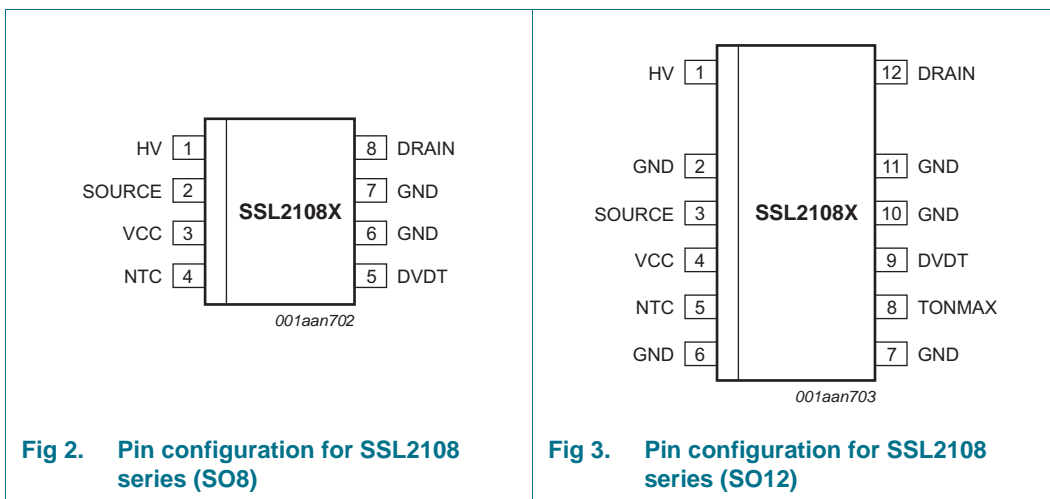 HV 1
SOURCE 2
VCC 3
NTC 4
SSL2108X
8 DRAIN
7 GND
6 GND
5 DVDT
001aan702
Fig 2. Pin configuration for SSL2108
series (SO8)
HV 1
GND 2
SOURCE 3
VCC 4
NTC 5
GND 6
SSL2108X
12 DRAIN
11 GND
10 GND
9 DVDT
8 TONMAX
7 GND
001aan703
Fig 3. Pin configuration for SSL2108
series (SO12)